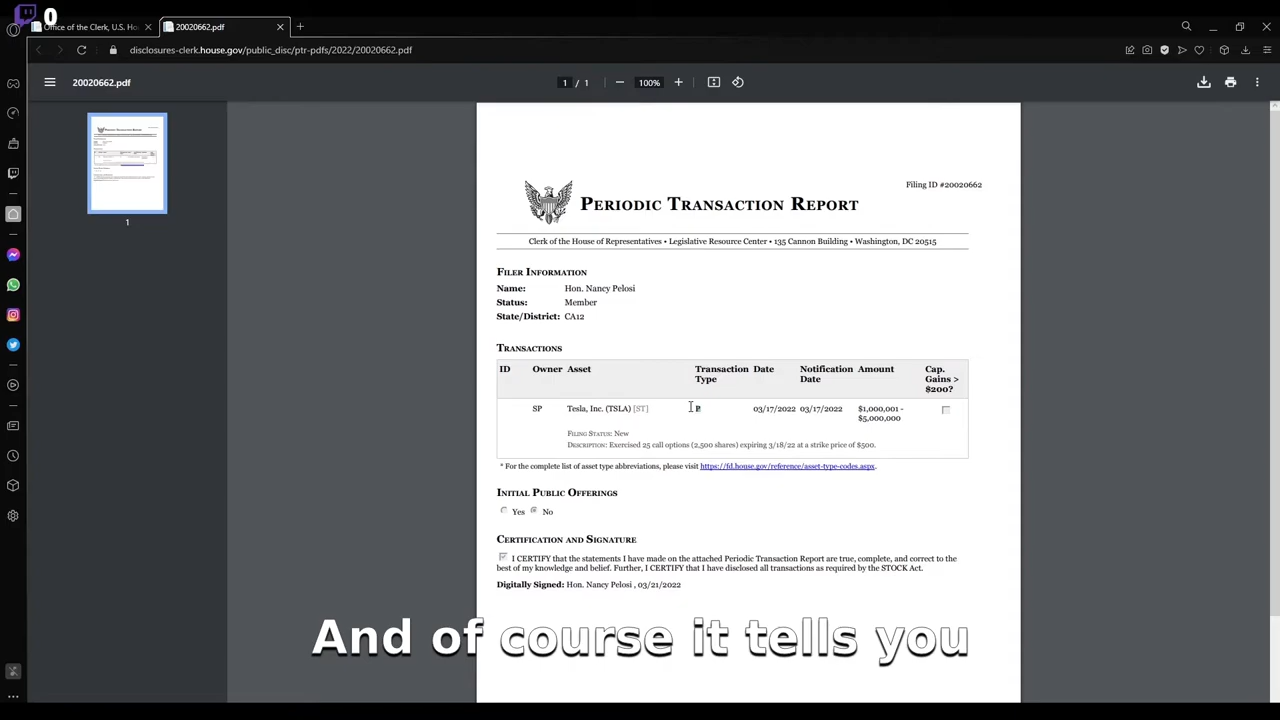 0
Office of the Clerk, U.S. Ho
20020662.pdf
disclosures-clerk.house.gov/public_disc/ptr-pdfs/2022/20020662.pdf
20020662.pdf
1 / 1
100%
1
Filing ID #20020662
Periodic Transaction Report
Clerk of the House of Representatives • Legislative Resource Center • 135 Cannon Building • Washington, DC 20515
Filer Information
Name: Hon. Nancy Pelosi
Status: Member
State/District: CA12
Transactions
ID Owner Asset Transaction Date Notification Amount Cap.
Type Date Gains >
$200?
SP Tesla, Inc. (TSLA) [ST] P 03/17/2022 03/17/2022 $1,000,001 -
$5,000,000
Filing Status: New
Description: Exercised 25 call options (2,500 shares) expiring 3/18/22 at a strike price of $500.
* For the complete list of asset type abbreviations, please visit https://fd.house.gov/reference/asset-type-codes.aspx.
Initial Public Offerings
Yes No
Certification and Signature
I CERTIFY that the statements I have made on the attached Periodic Transaction Report are true, complete, and correct to the
best of my knowledge and belief. Further, I CERTIFY that I have disclosed all transactions as required by the STOCK Act.
Digitally Signed: Hon. Nancy Pelosi , 03/21/2022
And of course it tells you